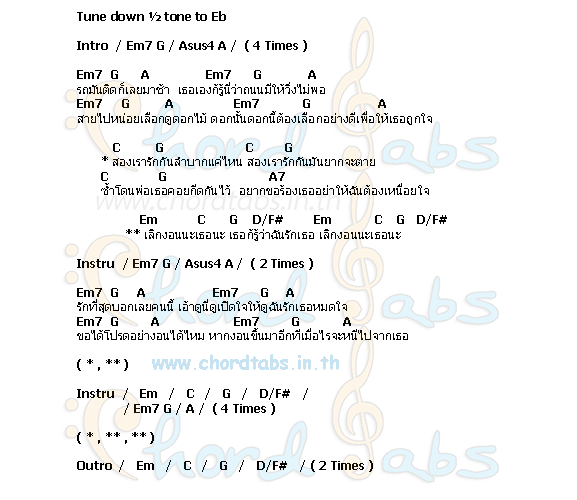 Tune down ½ tone to Eb
Intro / Em7 G / Asus4 A / ( 4 Times )
Em7 G A Em7 G A
รถมันติดก็เลยมาช้า เธอเองก็รู้นี่ว่าถนนมีให้วิ่งไม่พอ
Em7 G A Em7 G A
สายไปหน่อยเลือกดูดอกไม้ ดอกนั้นดอกนี้ต้องเลือกอย่างดีเพื่อให้เธอถูกใจ
C G C G
* สองเรารักกันลำบากแค่ไหน สองเรารักกันมันยากจะตาย
C G A7
ซ้ำโดนพ่อเธอคอยกีดกันไว้ อยากขอร้องเธออย่าให้ฉันต้องเหนื่อยใจ
www.chordtabs.in.th
Em C G D/F# Em C G D/F#
** เลิกงอนนะเธอนะ เธอก็รู้ว่าฉันรักเธอ เลิกงอนนะเธอนะ
Instru / Em7 G / Asus4 A / ( 2 Times )
Em7 G A Em7 G A
รักที่สุดบอกเลยคนนี้ เอ้าดูนี่ดูเปิดใจให้ดูฉันรักเธอหมดใจ
Em7 G A Em7 G A
ขอได้โปรดอย่างอนได้ไหม หากงอนขึ้นมาอีกทีเมื่อไรจะหนีไปจากเธอ
( * , ** )
www.chordtabs.in.th
Instru / Em / C / G / D/F# /
/ Em7 G / A / ( 4 Times )
( *, **, ** )
Outro / Em / C / G / D/F# / ( 2 Times )